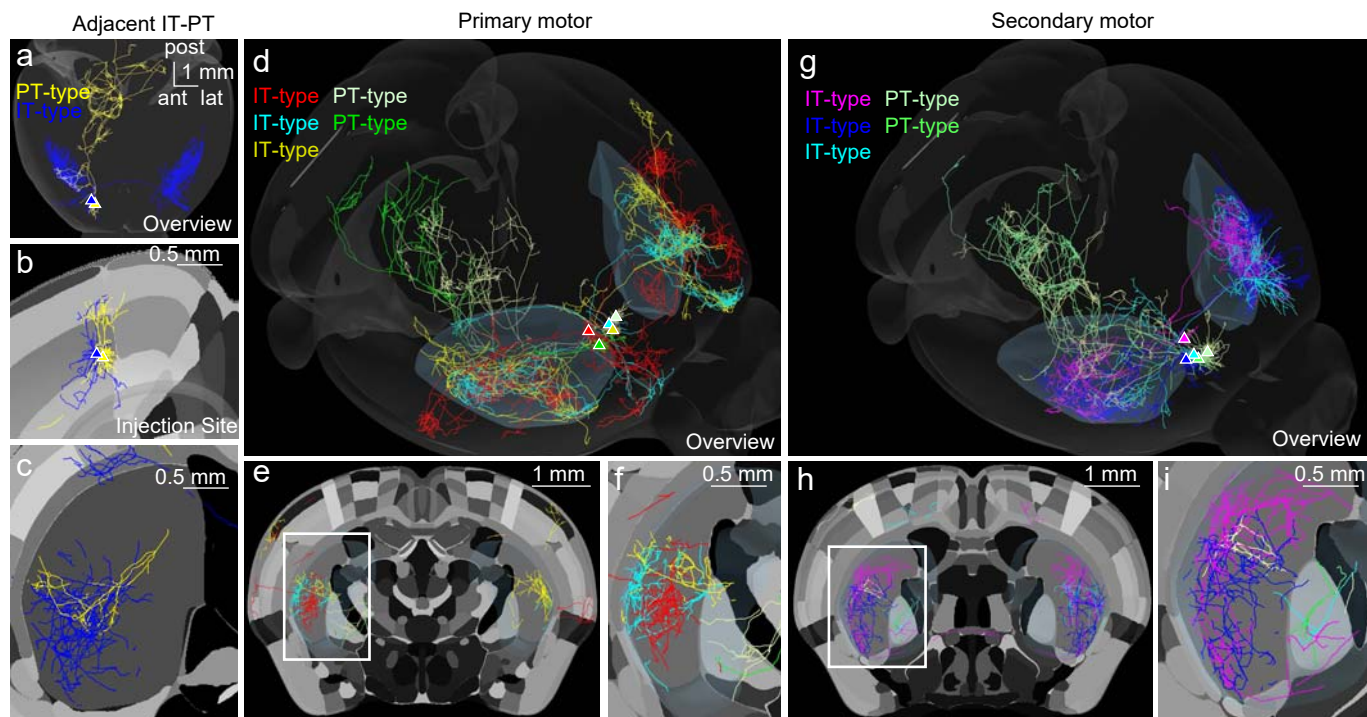 Adjacent IT-PT
Primary motor
Secondary motor
a
post
1 mm
ant lat
PT-type
IT-type
Overview
b
0.5 mm
Injection Site
c
0.5 mm
d
IT-type PT-type
IT-type PT-type
IT-type
Overview
e
1 mm
f
0.5 mm
g
IT-type PT-type
IT-type PT-type
IT-type
Overview
h
1 mm
i
0.5 mm